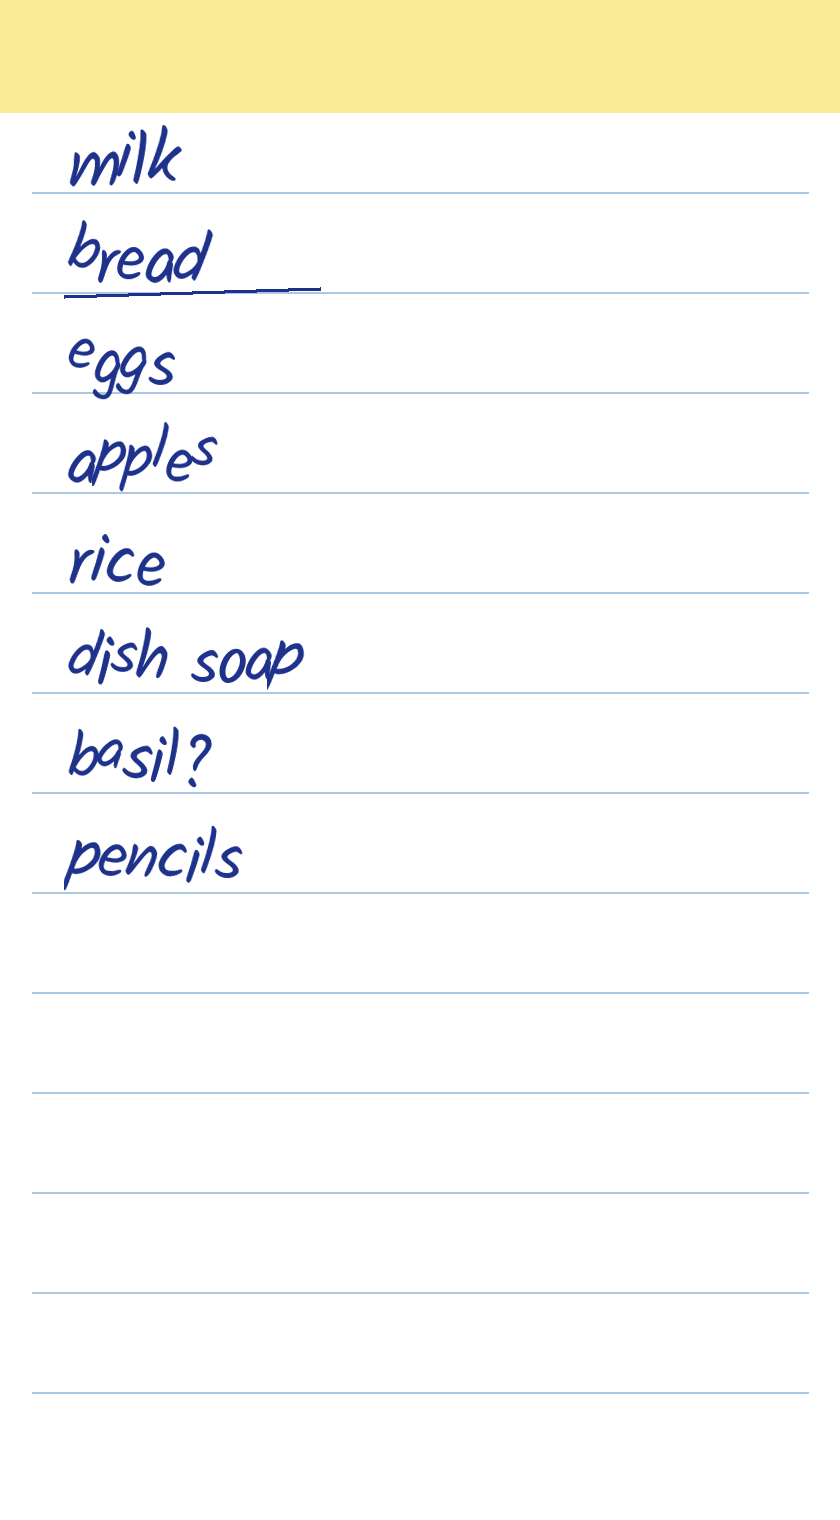 milk
bread
eggs
apples
rice
dish soap
basil?
pencils